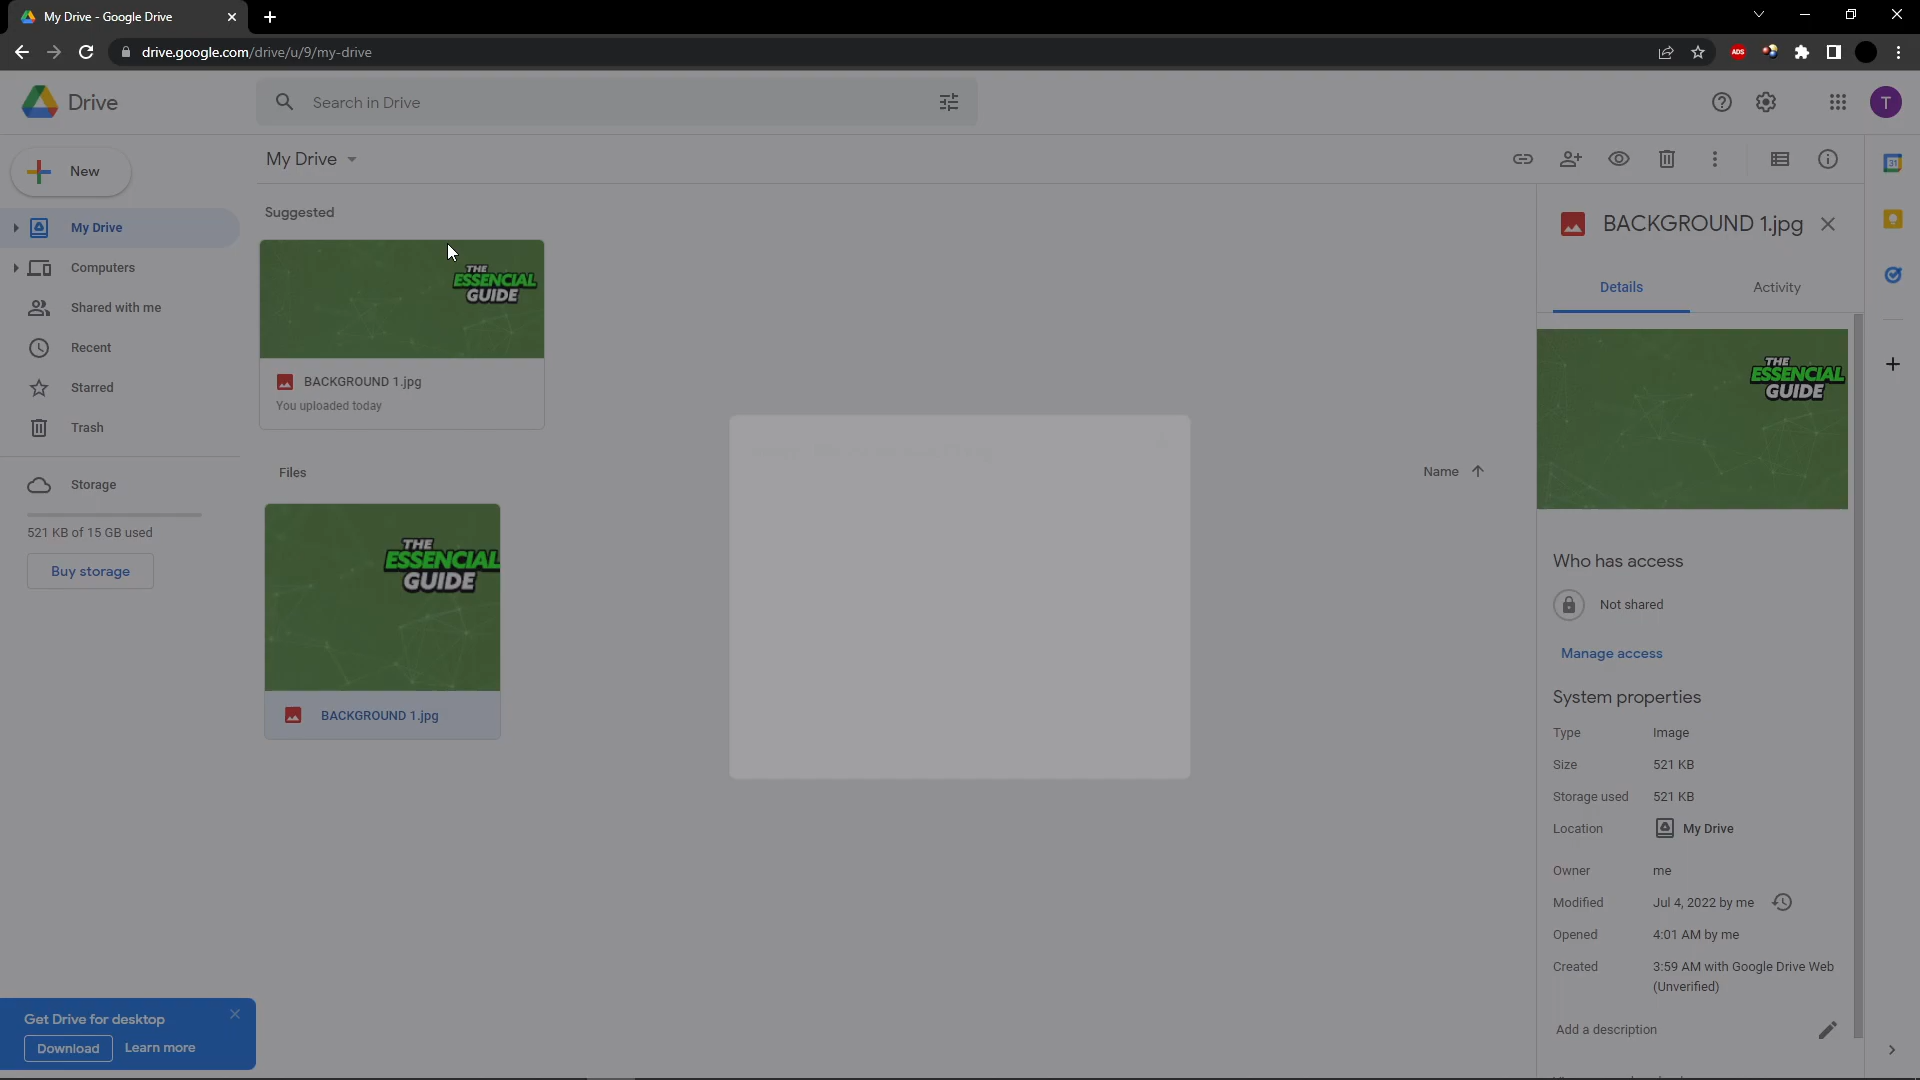 My Drive - Google Drive
drive.google.com/drive/u/9/my-drive
ADS
Drive
Search in Drive
T
New
My Drive
31
My Drive
Computers
Shared with me
Recent
Starred
Trash
Storage
521 KB of 15 GB used
Buy storage
Suggested
THE
ESSENCIAL
GUIDE
BACKGROUND 1.jpg
You uploaded today
Files
Name
THE
ESSENCIAL
GUIDE
BACKGROUND 1.jpg
BACKGROUND 1.jpg
Details
Activity
THE
ESSENCIAL
GUIDE
Who has access
Not shared
Manage access
System properties
Type Image
Size 521 KB
Storage used 521 KB
Location My Drive
Owner me
Modified Jul 4, 2022 by me
Opened 4:01 AM by me
Created 3:59 AM with Google Drive Web
(Unverified)
Add a description
Get Drive for desktop
Download Learn more